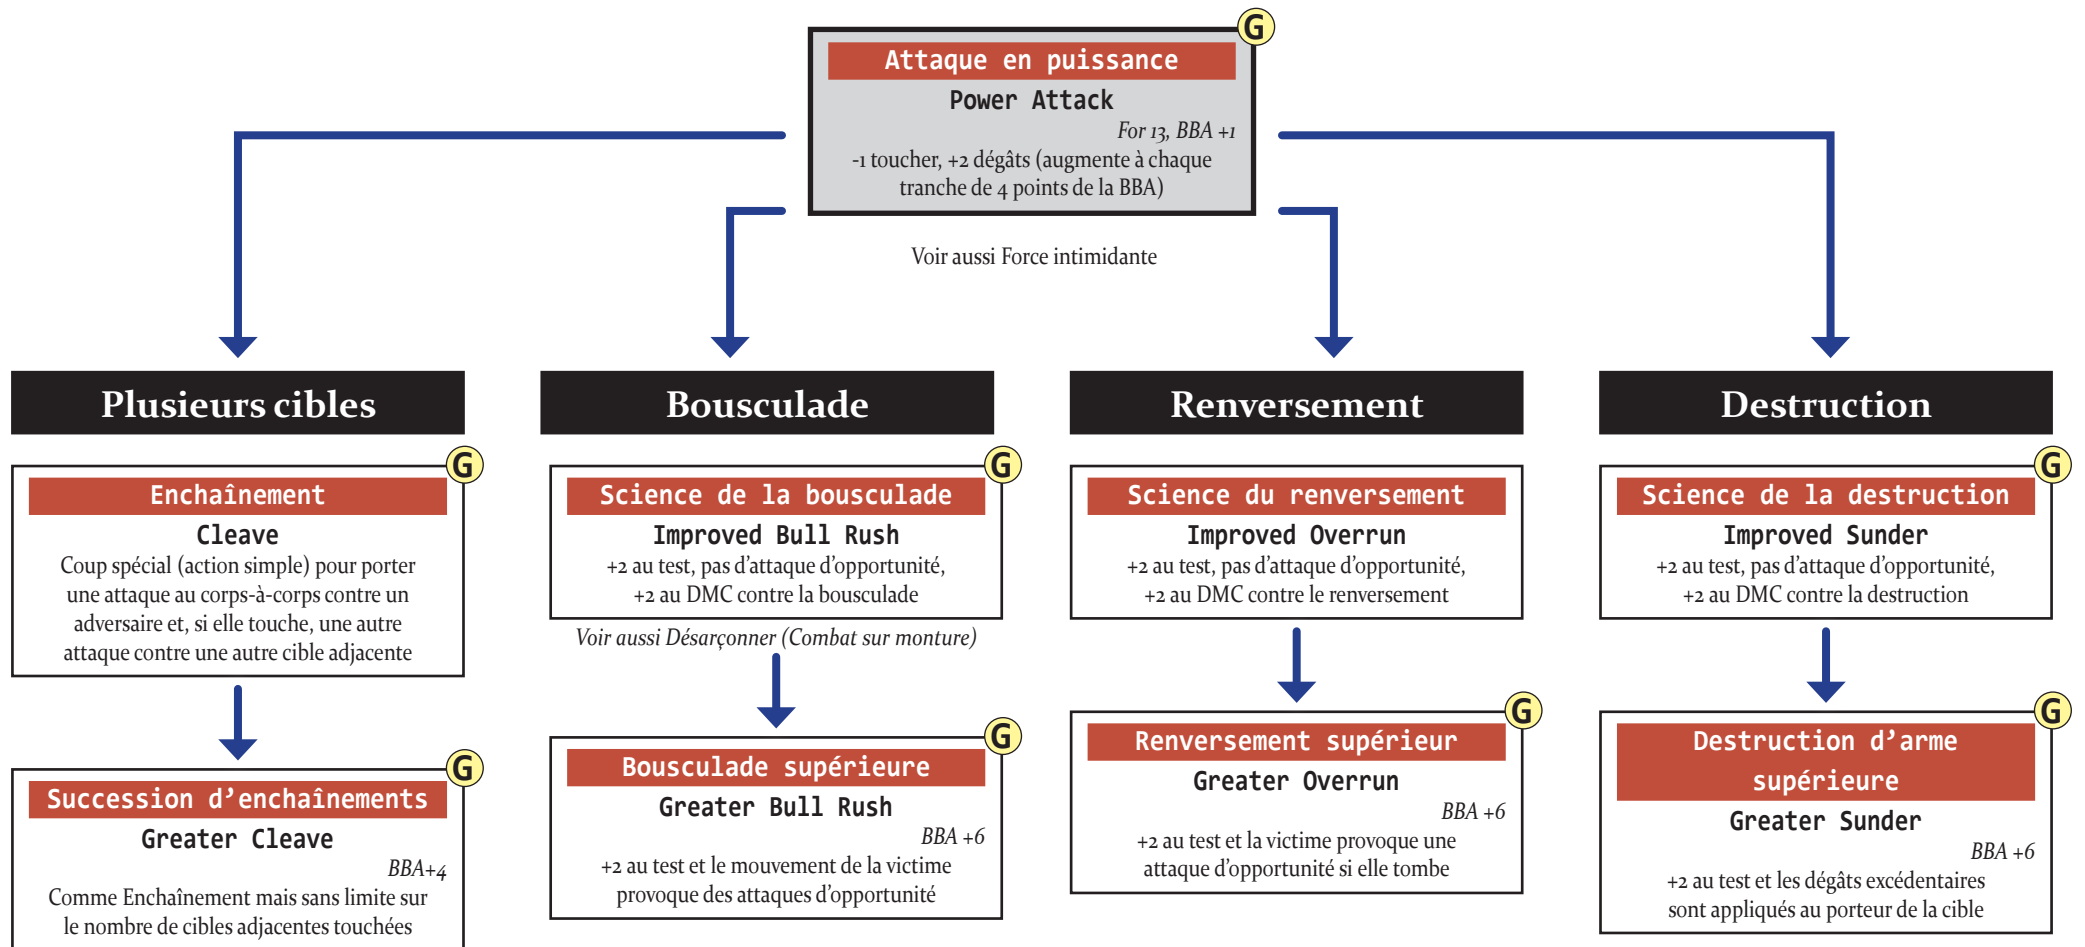 G
Attaque en puissance
Power Attack
For 13, BBA +1
-1 toucher, +2 dégâts (augmente à chaque
tranche de 4 points de la BBA)
Voir aussi Force intimidante
Plusieurs cibles
G
Enchaînement
Cleave
Coup spécial (action simple) pour porter
une attaque au corps-à-corps contre un
adversaire et, si elle touche, une autre
attaque contre une autre cible adjacente
G
Succession d’enchaînements
Greater Cleave
BBA+4
Comme Enchaînement mais sans limite sur
le nombre de cibles adjacentes touchées
Bousculade
G
Science de la bousculade
Improved Bull Rush
+2 au test, pas d’attaque d’opportunité,
+2 au DMC contre la bousculade
Voir aussi Désarçonner (Combat sur monture)
G
Bousculade supérieure
Greater Bull Rush
BBA +6
+2 au test et le mouvement de la victime
provoque des attaques d’opportunité
Renversement
Science du renversement
Improved Overrun
+2 au test, pas d’attaque d’opportunité,
+2 au DMC contre le renversement
G
Renversement supérieur
Greater Overrun
BBA +6
+2 au test et la victime provoque une
attaque d’opportunité si elle tombe
Destruction
G
Science de la destruction
Improved Sunder
+2 au test, pas d’attaque d’opportunité,
+2 au DMC contre la destruction
G
Destruction d’arme
supérieure
Greater Sunder
BBA +6
+2 au test et les dégâts excédentaires
sont appliqués au porteur de la cible